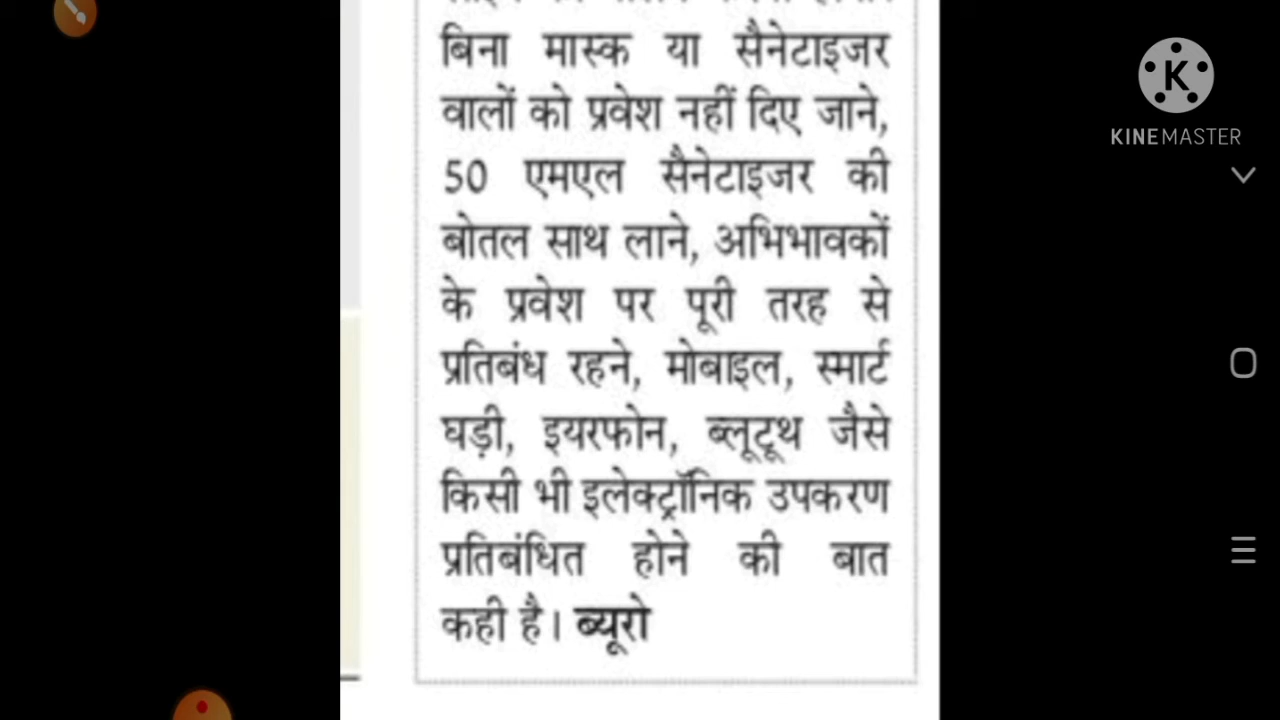 बिना मास्क या सैनेटाइजर
वालों को प्रवेश नहीं दिए जाने,
50 एमएल सैनेटाइजर की
बोतल साथ लाने, अभिभावकों
के प्रवेश पर पूरी तरह से
प्रतिबंध रहने, मोबाइल, स्मार्ट
घड़ी, इयरफोन, ब्लूटूथ जैसे
किसी भी इलेक्ट्रॉनिक उपकरण
प्रतिबंधित होने की बात
कही है। ब्यूरो
K
KINEMASTER